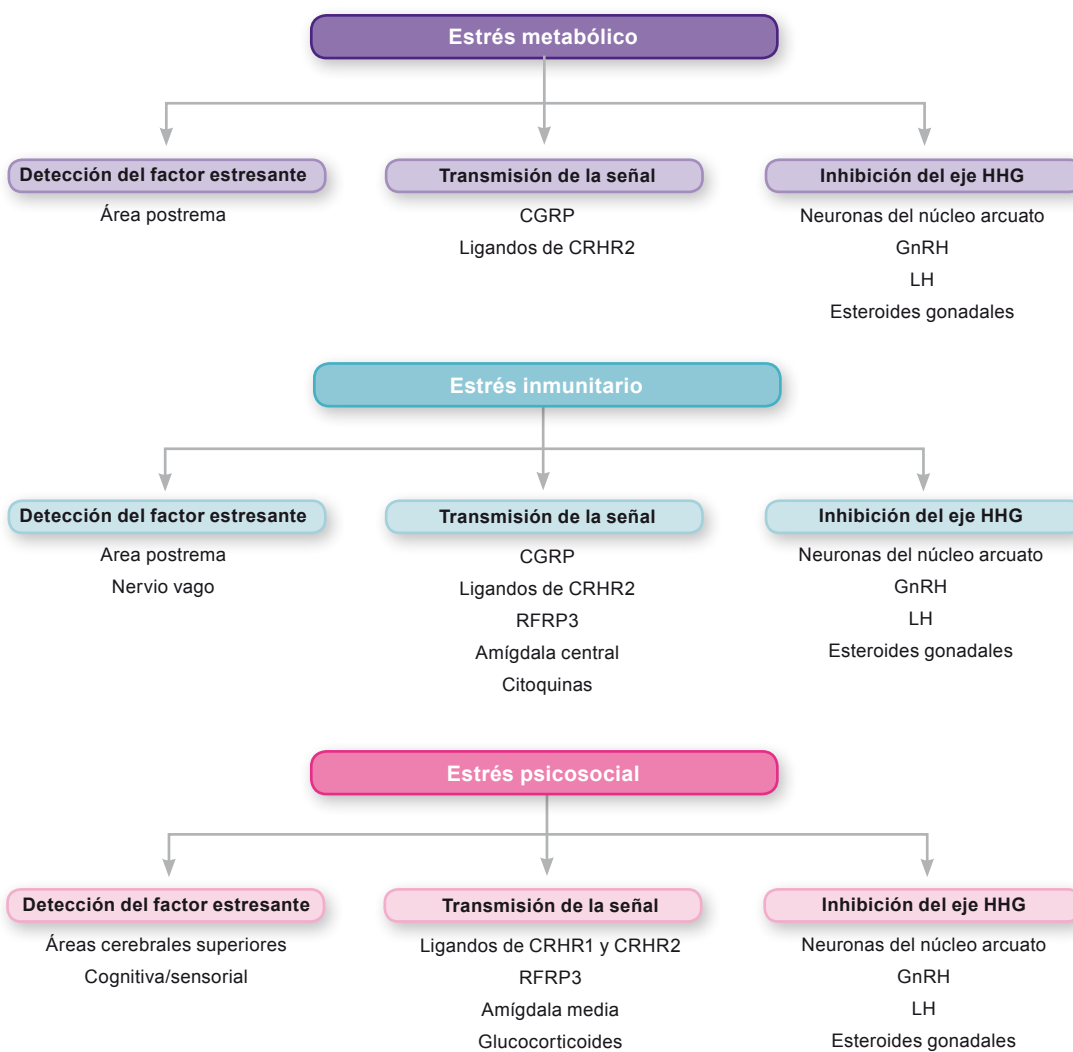 Estrés metabólico
Detección del factor estresante
Área postrema
Transmisión de la señal
CGRP
Ligandos de CRHR2
Inhibición del eje HHG
Neuronas del núcleo arcuato
GnRH
LH
Esteroides gonadales
Estrés inmunitario
Detección del factor estresante
Area postrema
Nervio vago
Transmisión de la señal
CGRP
Ligandos de CRHR2
RFRP3
Amígdala central
Citoquinas
Inhibición del eje HHG
Neuronas del núcleo arcuato
GnRH
LH
Esteroides gonadales
Estrés psicosocial
Detección del factor estresante
Áreas cerebrales superiores
Cognitiva/sensorial
Transmisión de la señal
Ligandos de CRHR1 y CRHR2
RFRP3
Amígdala media
Glucocorticoides
Inhibición del eje HHG
Neuronas del núcleo arcuato
GnRH
LH
Esteroides gonadales